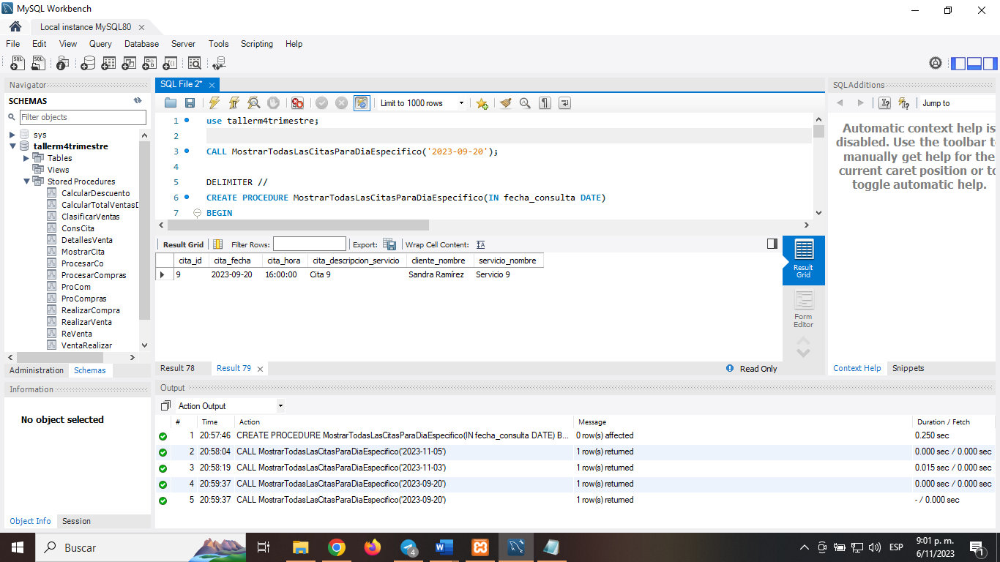 MySQL Workbench
Local instance MySQL80
File Edit View Query Database Server Tools Scripting Help
Navigator
SCHEMAS
Filter objects
sys
tallerm4trimestre
Tables
Views
Stored Procedures
CalcularDescuento
CalcularTotalVentasD
ClasificarVentas
ConsCita
DetallesVenta
MostrarCita
ProcesarCo
ProcesarCompras
ProCom
ProCompras
RealizarCompra
RealizarVenta
ReVenta
VentaRealizar
Administration Schemas
Information
No object selected
Object Info Session
SQL File 2*
Limit to 1000 rows
1 use tallerm4trimestre;
2
3 CALL MostrarTodasLasCitasParaDiaEspecifico('2023-09-20');
4
5 DELIMITER //
6 CREATE PROCEDURE MostrarTodasLasCitasParaDiaEspecifico(IN fecha_consulta DATE)
7 BEGIN
Result Grid Filter Rows: Export: Wrap Cell Content:
cita_id cita_fecha cita_hora cita_descripcion_servicio cliente_nombre servicio_nombre
9 2023-09-20 16:00:00 Cita 9 Sandra Ramírez Servicio 9
Result
Grid
Form
Editor
Result 78 Result 79 Read Only
SQLAdditions
Jump to
Automatic context help is
disabled. Use the toolbar t
manually get help for the
current caret position or to
toggle automatic help.
Context Help Snippets
Output
Action Output
# Time Action Message Duration / Fetch
1 20:57:46 CREATE PROCEDURE MostrarTodasLasCitasParaDiaEspecifico(IN fecha_consulta DATE) B... 0 row(s) affected 0.250 sec
2 20:58:04 CALL MostrarTodasLasCitasParaDiaEspecifico('2023-11-05') 1 row(s) returned 0.000 sec / 0.000 sec
3 20:58:19 CALL MostrarTodasLasCitasParaDiaEspecifico('2023-11-03') 1 row(s) returned 0.015 sec / 0.000 sec
4 20:59:37 CALL MostrarTodasLasCitasParaDiaEspecifico('2023-09-20') 1 row(s) returned 0.000 sec / 0.000 sec
5 20:59:37 CALL MostrarTodasLasCitasParaDiaEspecifico('2023-09-20') 1 row(s) returned - / 0.000 sec
Buscar
4
ESP
9:01 p. m.
6/11/2023
1